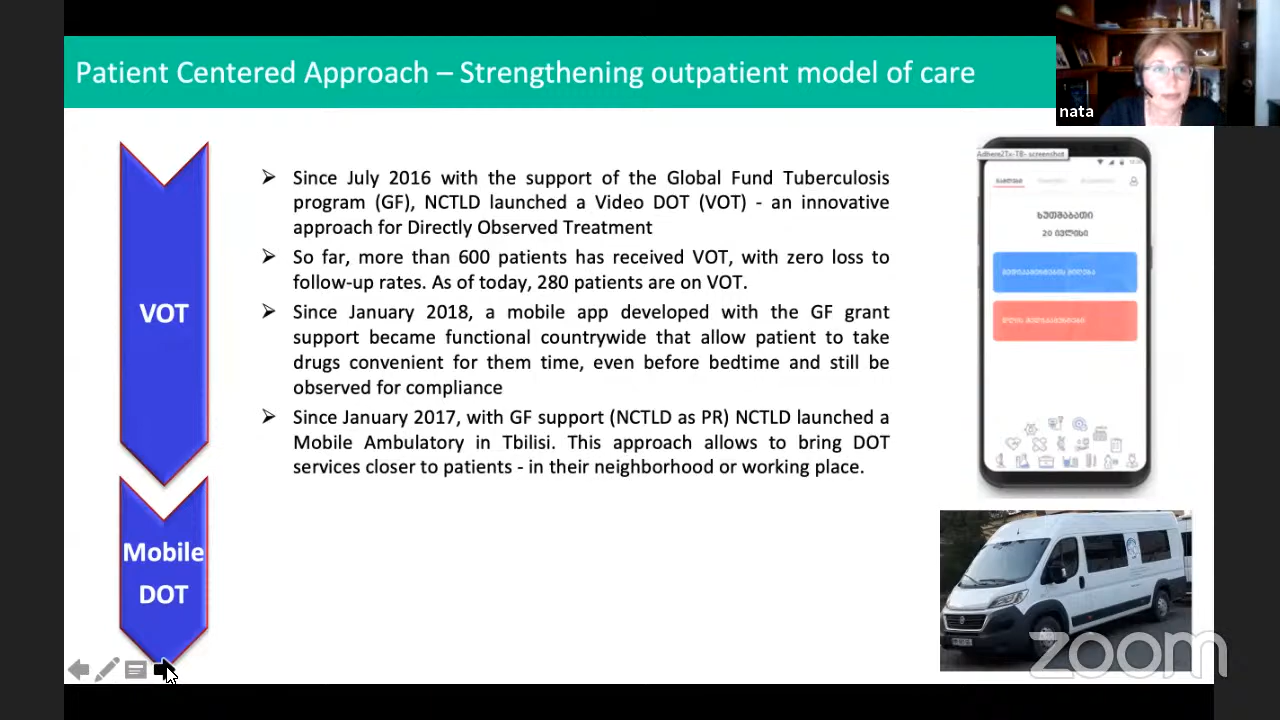 Patient Centered Approach – Strengthening outpatient model of care
nata
VOT
Mobile
DOT
➢ Since July 2016 with the support of the Global Fund Tuberculosis
program (GF), NCTLD launched a Video DOT (VOT) - an innovative
approach for Directly Observed Treatment
➢ So far, more than 600 patients has received VOT, with zero loss to
follow-up rates. As of today, 280 patients are on VOT.
➢ Since January 2018, a mobile app developed with the GF grant
support became functional countrywide that allow patient to take
drugs convenient for them time, even before bedtime and still be
observed for compliance
➢ Since January 2017, with GF support (NCTLD as PR) NCTLD launched a
Mobile Ambulatory in Tbilisi. This approach allows to bring DOT
services closer to patients - in their neighborhood or working place.
Adhere2Tx-TB- screenshot
ხუთშაბათი
20 ივლისი
მედიკამენტების მიღება
zoom